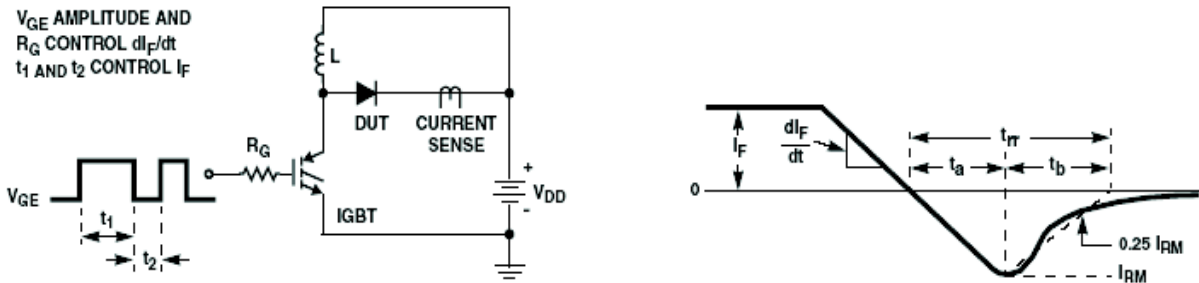 V_GE AMPLITUDE AND
R_G CONTROL dI_F/dt
t_1 AND t_2 CONTROL I_F
L
DUT
CURRENT
SENSE
R_G
V_GE
IGBT
+
V_DD
-
t_1
t_2
I_F
dI_F
dt
t_rr
t_a
t_b
0
0.25 I_RM
I_RM